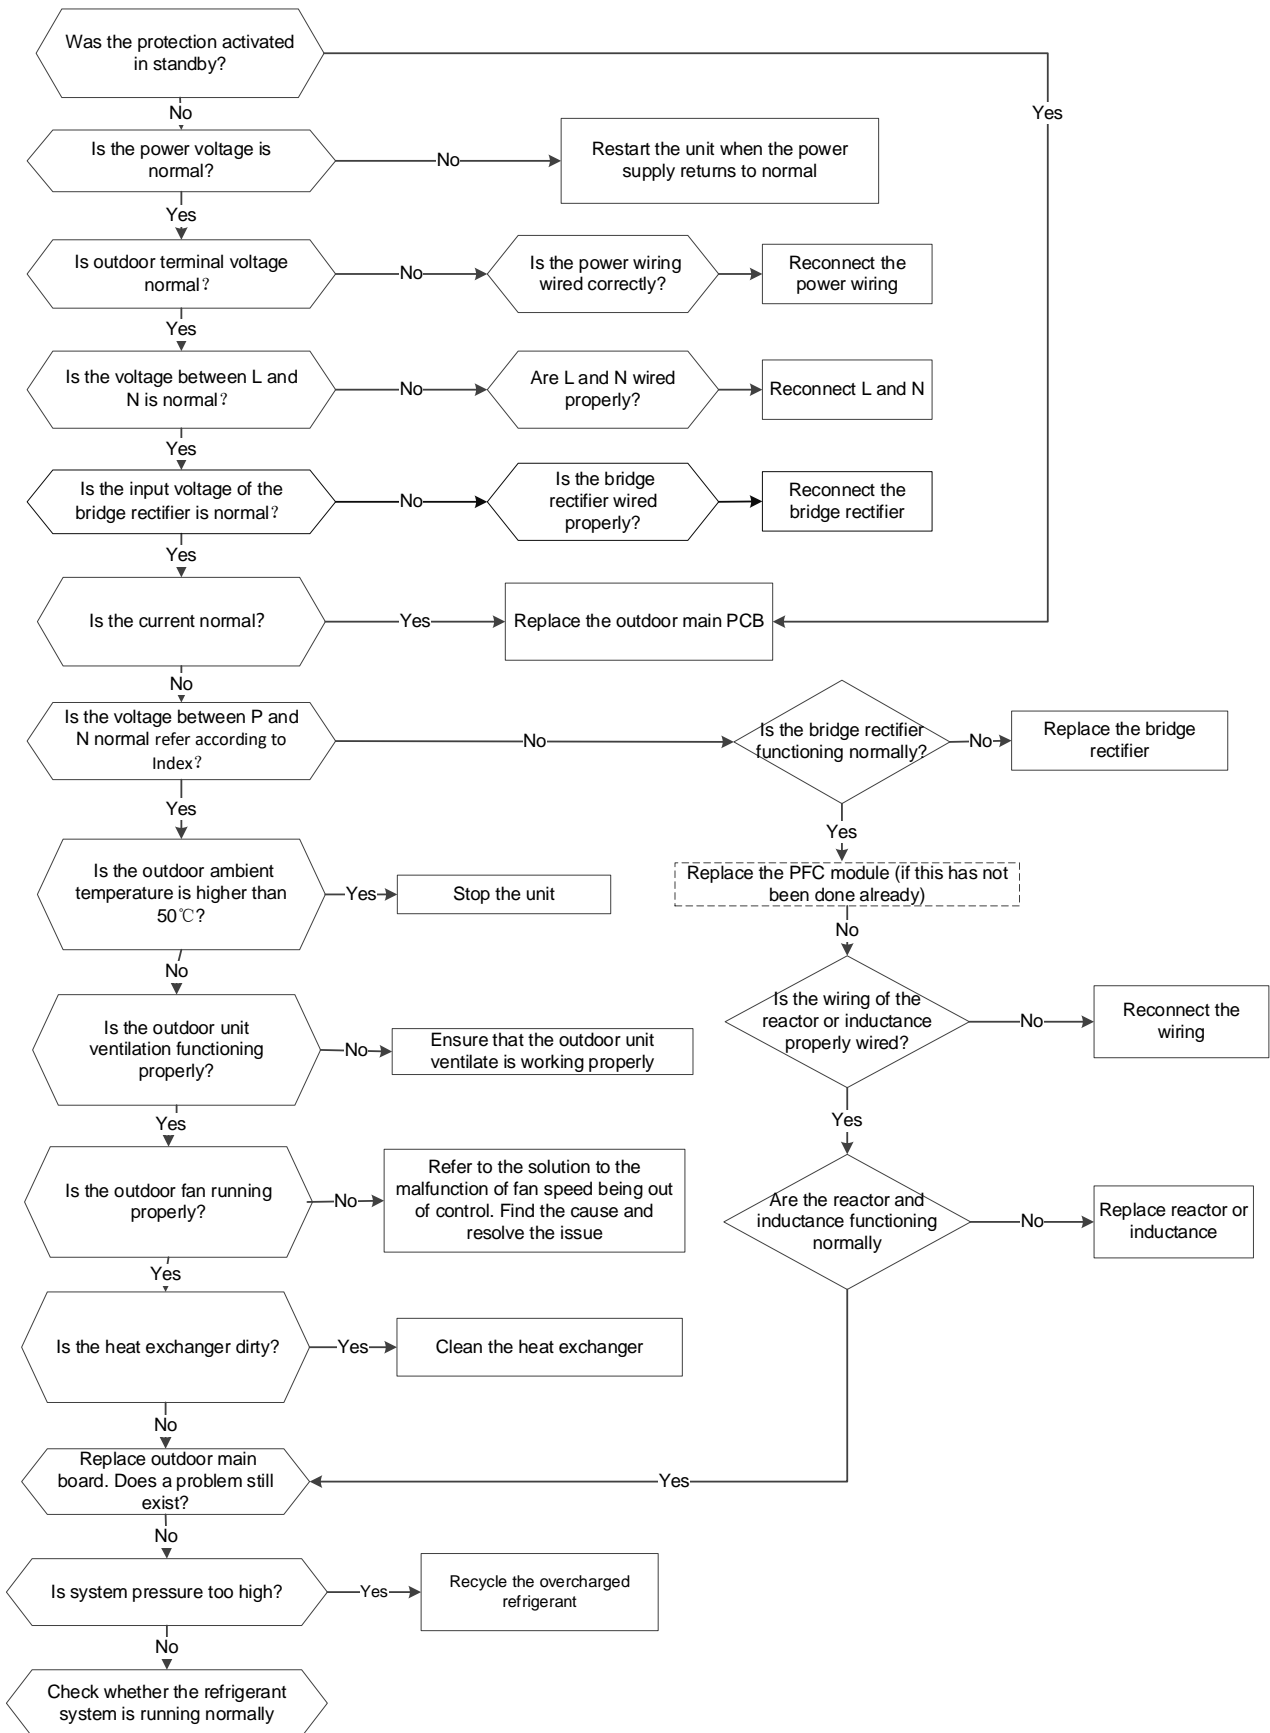 Was the protection activated
in standby?
Yes
No
Is the power voltage is
normal?
No
Restart the unit when the power
supply returns to normal
Yes
Is outdoor terminal voltage
normal？
No
Is the power wiring
wired correctly?
Reconnect the
power wiring
Yes
Is the voltage between L and
N is normal？
No
Are L and N wired
properly?
Reconnect L and N
Yes
Is the input voltage of the
bridge rectifier is normal？
No
Is the bridge
rectifier wired
properly?
Reconnect the
bridge rectifier
Yes
Is the current normal？
Yes
Replace the outdoor main PCB
No
Is the voltage between P and
N normal refer according to
Index？
No
Is the bridge rectifier
functioning normally?
No
Replace the bridge
rectifier
Yes
Yes
Is the outdoor ambient
temperature is higher than
50℃?
Yes
Stop the unit
Replace the PFC module (if this has not
been done already)
No
No
Is the outdoor unit
ventilation functioning
properly?
No
Ensure that the outdoor unit
ventilate is working properly
Is the wiring of the
reactor or inductance
properly wired?
No
Reconnect the
wiring
Yes
Yes
Is the outdoor fan running
properly?
No
Refer to the solution to the
malfunction of fan speed being out
of control. Find the cause and
resolve the issue
Are the reactor and
inductance functioning
normally
No
Replace reactor or
inductance
Yes
Is the heat exchanger dirty?
Yes
Clean the heat exchanger
No
Replace outdoor main
board. Does a problem still
exist?
Yes
No
Is system pressure too high?
Yes
Recycle the overcharged
refrigerant
No
Check whether the refrigerant
system is running normally